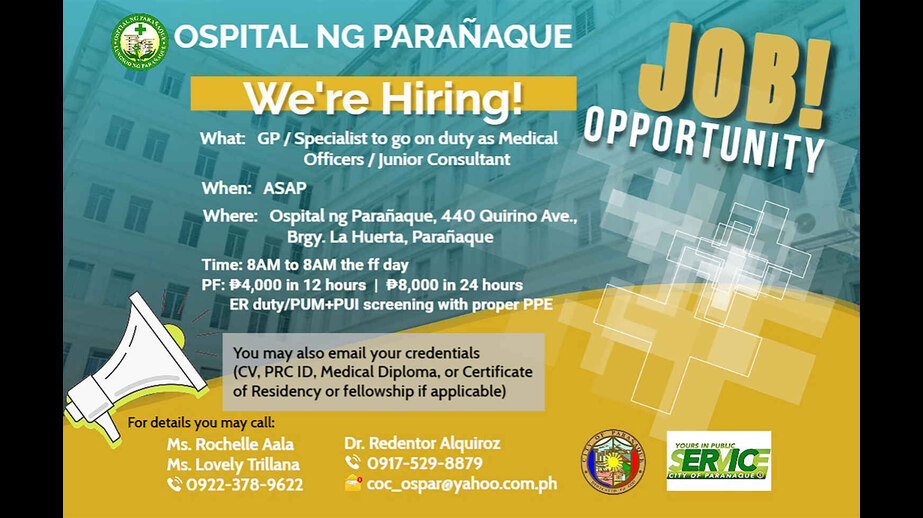 OSPITAL NG PARAÑAQUE
We're Hiring!
JOB!
OPPORTUNITY
What: GP / Specialist to go on duty as Medical
Officers / Junior Consultant
When: ASAP
Where: Ospital ng Parañaque, 440 Quirino Ave.,
Brgy. La Huerta, Parañaque
Time: 8AM to 8AM the ff day
PF: ₱4,000 in 12 hours | ₱8,000 in 24 hours
ER duty/PUM+PUI screening with proper PPE
You may also email your credentials
(CV, PRC ID, Medical Diploma, or Certificate
of Residency or fellowship if applicable)
For details you may call:
Ms. Rochelle Aala
Ms. Lovely Trillana
0922-378-9622
Dr. Redentor Alquiroz
0917-529-8879
coc_ospar@yahoo.com.ph
CITY OF PARAÑAQUE
YOURS IN PUBLIC
SERVICE
CITY OF PARAÑAQUE